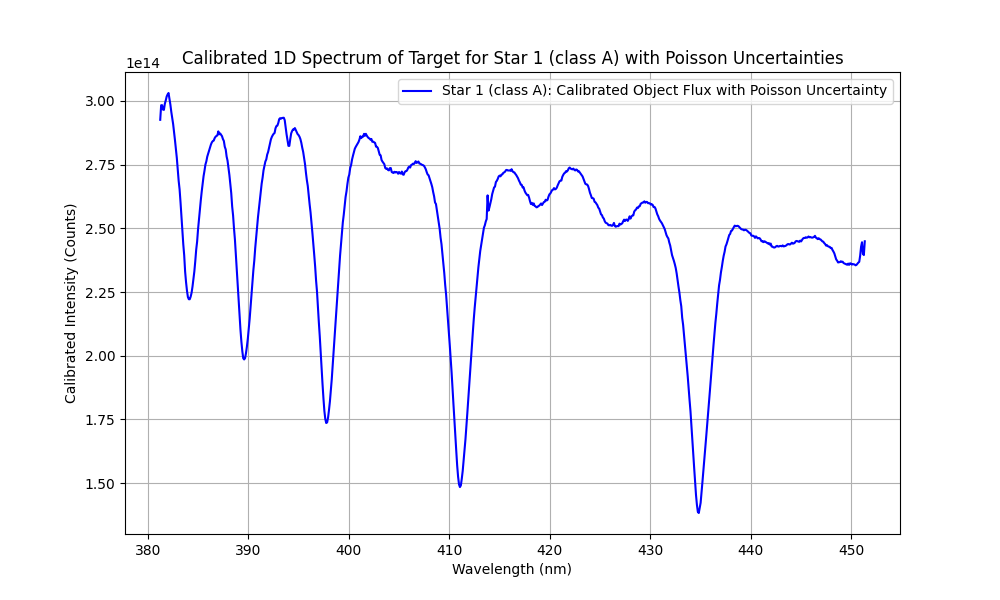 Calibrated 1D Spectrum of Target for Star 1 (class A) with Poisson Uncertainties
1e14
Star 1 (class A): Calibrated Object Flux with Poisson Uncertainty
3.00
2.75
2.50
2.25
2.00
1.75
1.50
Calibrated Intensity (Counts)
380 390 400 410 420 430 440 450
Wavelength (nm)